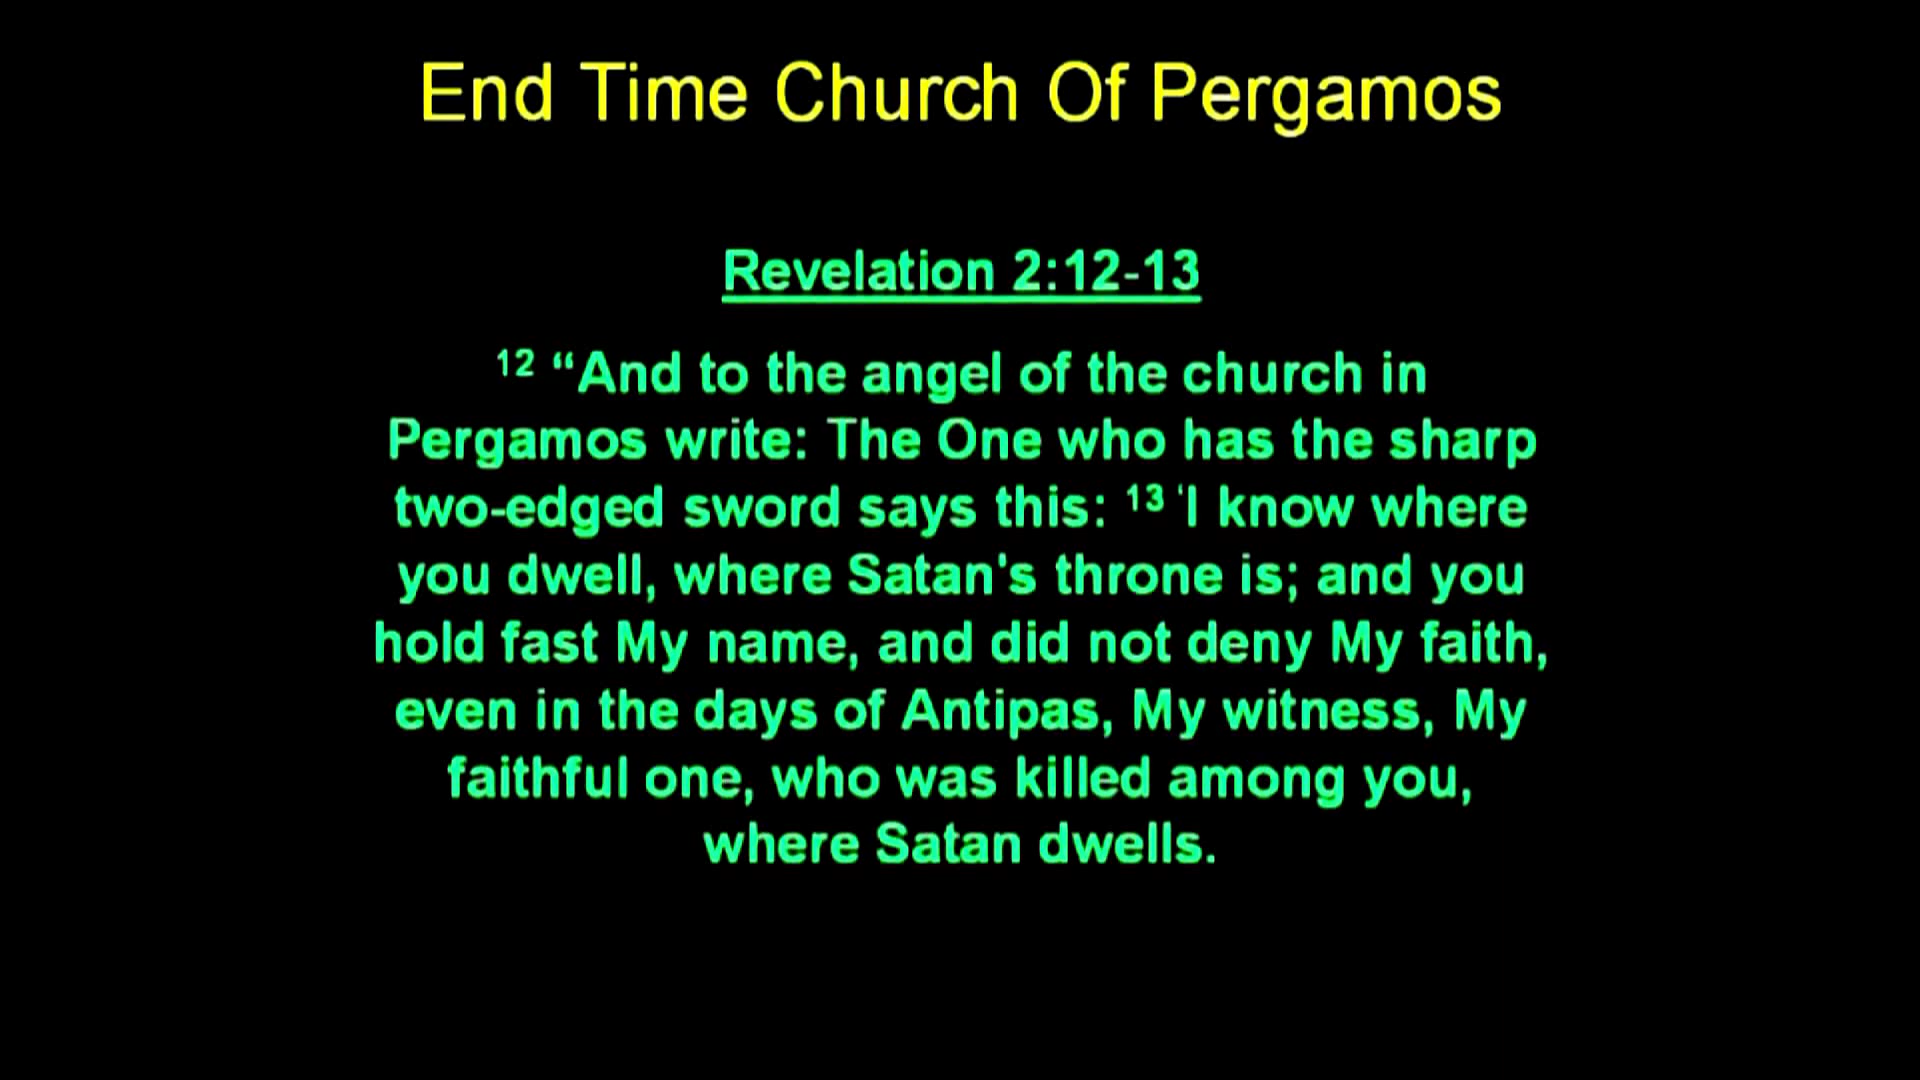 End Time Church Of Pergamos
Revelation 2:12-13
12 “And to the angel of the church in
Pergamos write: The One who has the sharp
two-edged sword says this: 13 ‘I know where
you dwell, where Satan's throne is; and you
hold fast My name, and did not deny My faith,
even in the days of Antipas, My witness, My
faithful one, who was killed among you,
where Satan dwells.